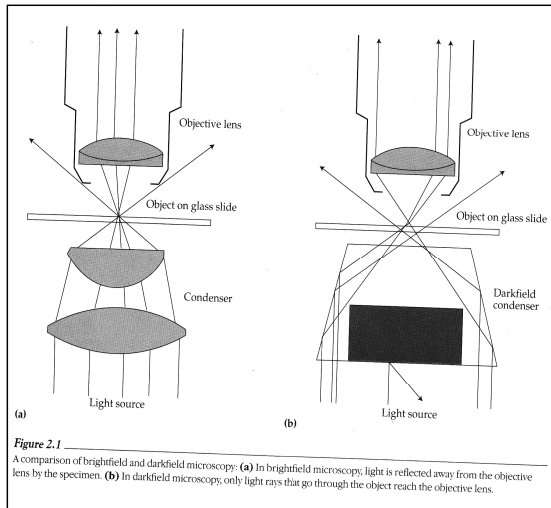 Objective lens
Objective lens
Object on glass slide
Object on glass slide
Condenser
Darkfield
condenser
Light source
Light source
(a)
(b)
Figure 2.1
A comparison of brightfield and darkfield microscopy: (a) In brightfield microscopy, light is reflected away from the objective
lens by the specimen. (b) In darkfield microscopy, only light rays that go through the object reach the objective lens.